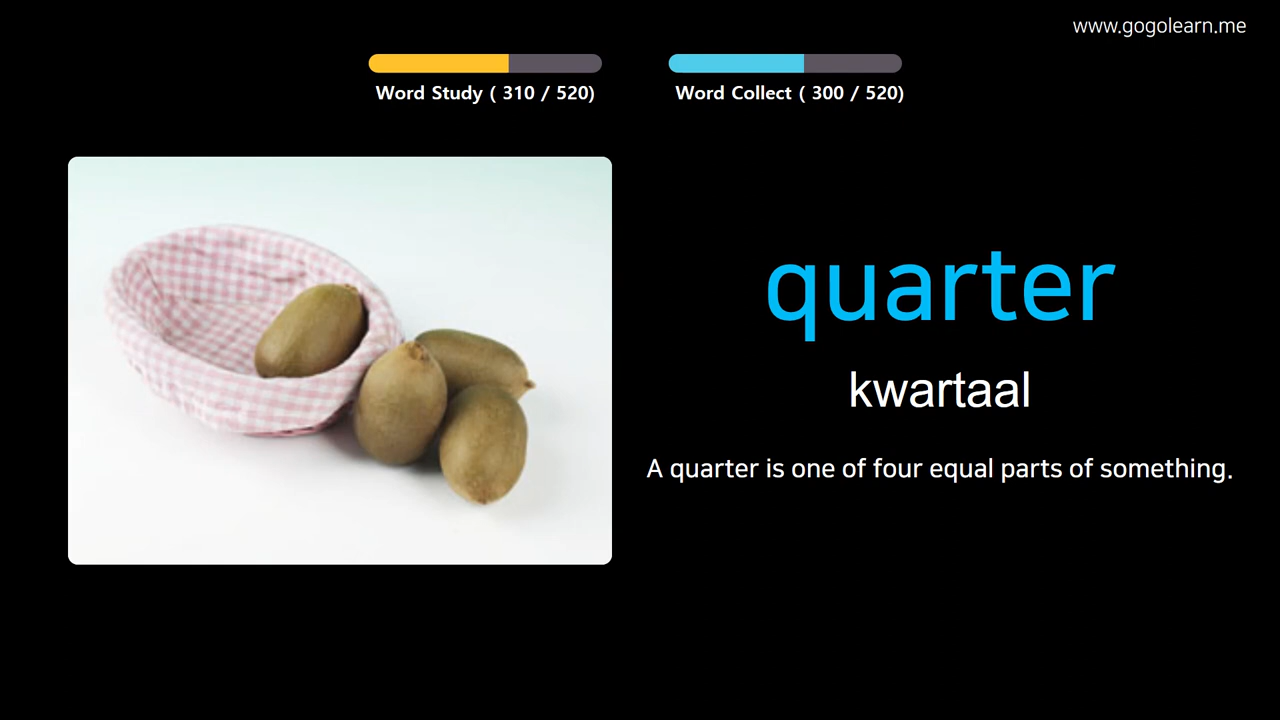 www.gogolearn.me
Word Study ( 310 / 520)
Word Collect ( 300 / 520)
quarter
kwartaal
A quarter is one of four equal parts of something.